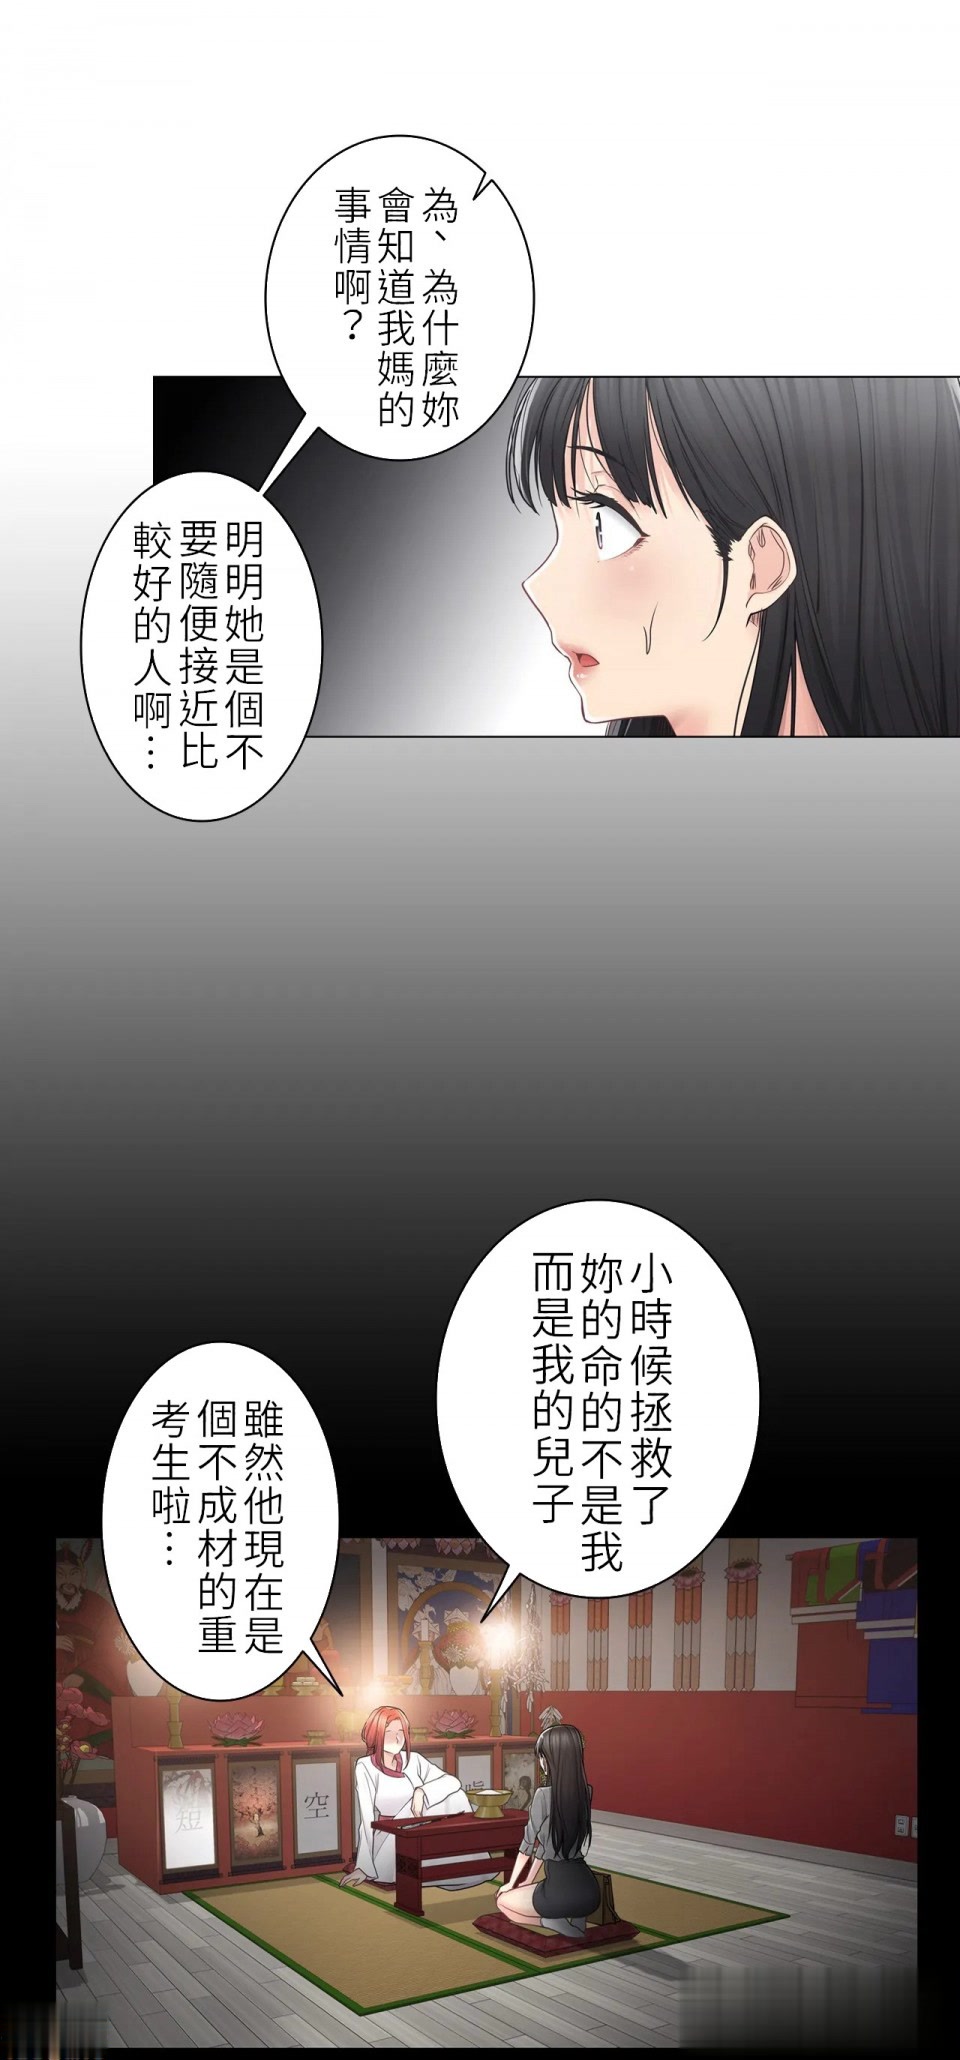 為、為什麼妳
會知道我媽的
事情啊？
明明她是個不
要隨便接近比
較好的人啊…
小時候拯救了
妳的命的不是我
而是我的兒子
雖然他現在是
個不成材的重
考生啦…
短
空